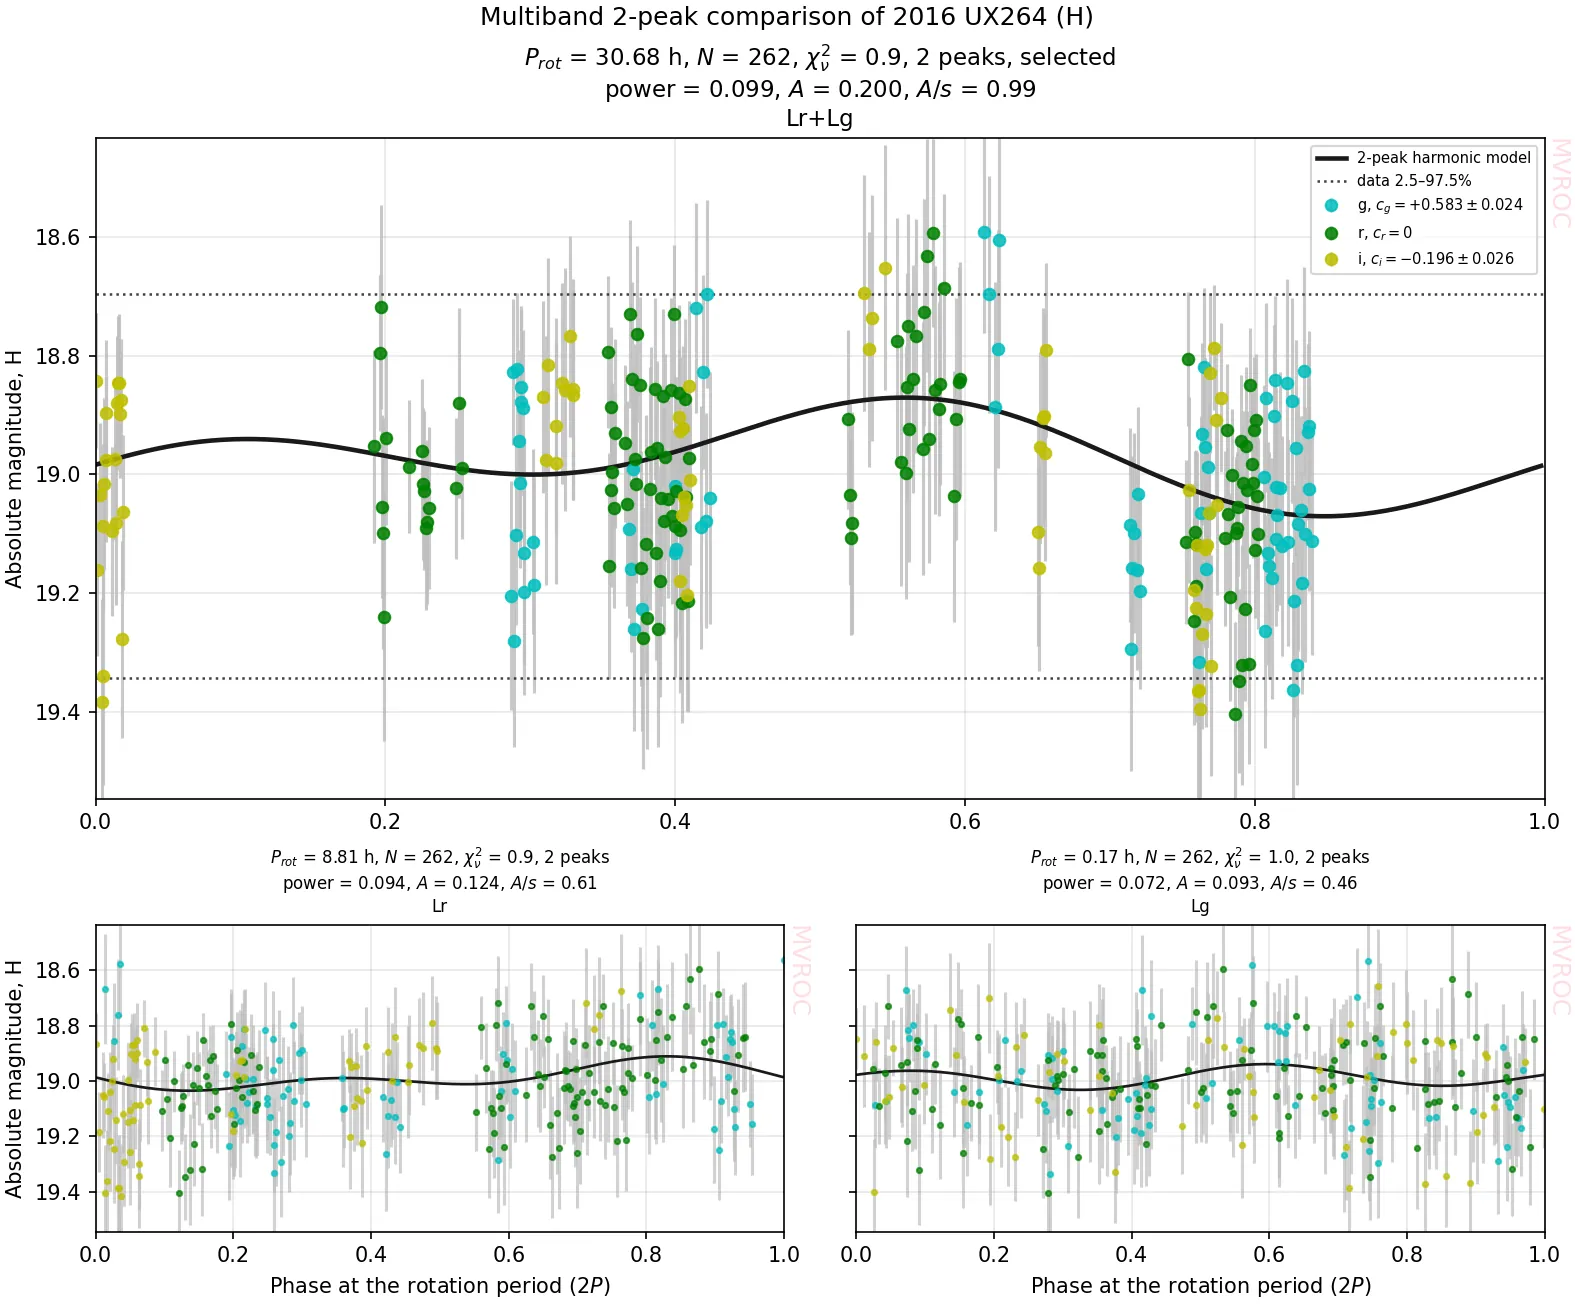 Multiband 2-peak comparison of 2016 UX264 (H)
P_rot = 30.68 h, N = 262, χ²_ν = 0.9, 2 peaks, selected
power = 0.099, A = 0.200, A/s = 0.99
Lr+Lg
2-peak harmonic model
data 2.5–97.5%
g, c_g = +0.583 ± 0.024
r, c_r = 0
i, c_i = −0.196 ± 0.026
MVROC
Absolute magnitude, H
18.6
18.8
19.0
19.2
19.4
0.0 0.2 0.4 0.6 0.8 1.0
P_rot = 8.81 h, N = 262, χ²_ν = 0.9, 2 peaks
power = 0.094, A = 0.124, A/s = 0.61
Lr
MVROC
Absolute magnitude, H
18.6
18.8
19.0
19.2
19.4
0.0 0.2 0.4 0.6 0.8 1.0
Phase at the rotation period (2P)
P_rot = 0.17 h, N = 262, χ²_ν = 1.0, 2 peaks
power = 0.072, A = 0.093, A/s = 0.46
Lg
MVROC
0.0 0.2 0.4 0.6 0.8 1.0
Phase at the rotation period (2P)